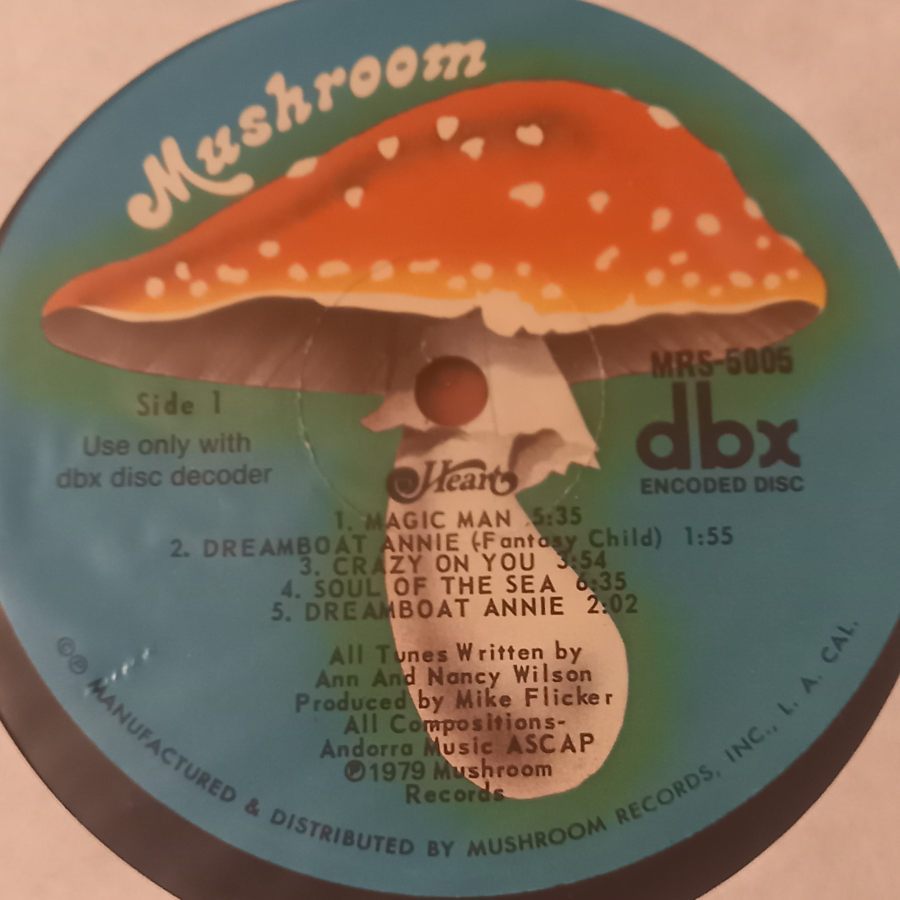 Mushroom
MRS-5005
dbx
ENCODED DISC
Side 1
Use only with
dbx disc decoder
Heart
1. MAGIC MAN 5:35
2. DREAMBOAT ANNIE (Fantasy Child) 1:55
3. CRAZY ON YOU 3:54
4. SOUL OF THE SEA 6:35
5. DREAMBOAT ANNIE 2:02
All Tunes Written by
Ann And Nancy Wilson
Produced by Mike Flicker
All Compositions-
Andorra Music ASCAP
℗1979 Mushroom
Records
©℗ MANUFACTURED & DISTRIBUTED BY MUSHROOM RECORDS, INC., L. A. CAL.